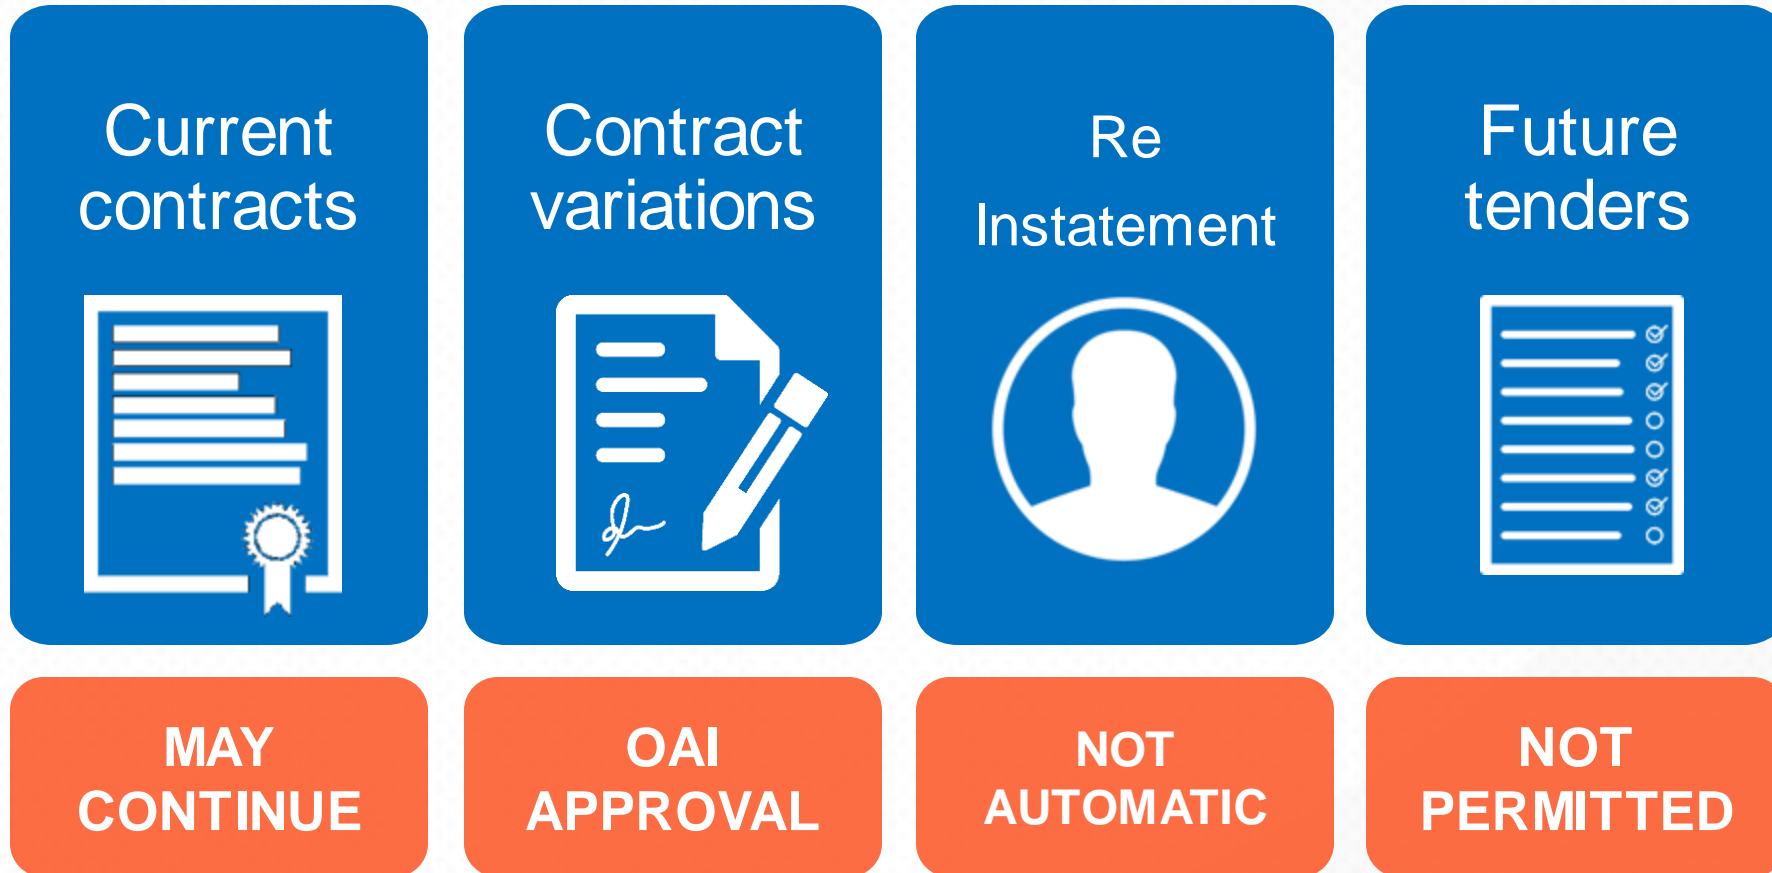 Current
contracts
MAY
CONTINUE
Contract
variations
OAI
APPROVAL
Re
Instatement
NOT
AUTOMATIC
Future
tenders
NOT
PERMITTED